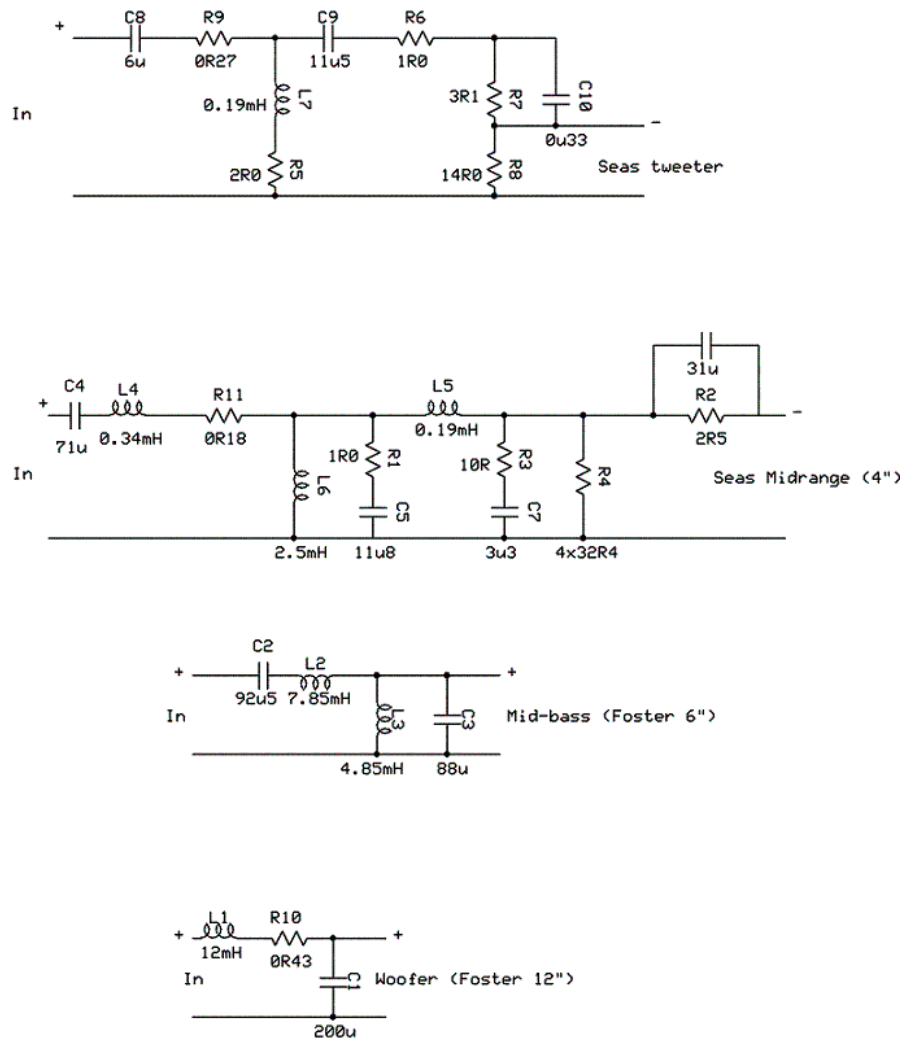 + C8 R9 C9 R6
6u 0R27 11u5 1R0
In 0.19mH L7 3R1 R7 C10
0u33 -
2R0 R5 14R0 R8 Seas tweeter
31u
+ C4 L4 R11 L5 R2 -
71u 0.34mH 0R18 0.19mH 2R5
In L6 1R0 R1 10R R3 R4 Seas Midrange (4")
C5 C7
2.5mH 11u8 3u3 4x32R4
+ C2 L2 +
92u5 7.85mH
In L3 C3 Mid-bass (Foster 6")
4.85mH 88u
+ L1 R10 +
12mH 0R43
In C1 Woofer (Foster 12")
200u